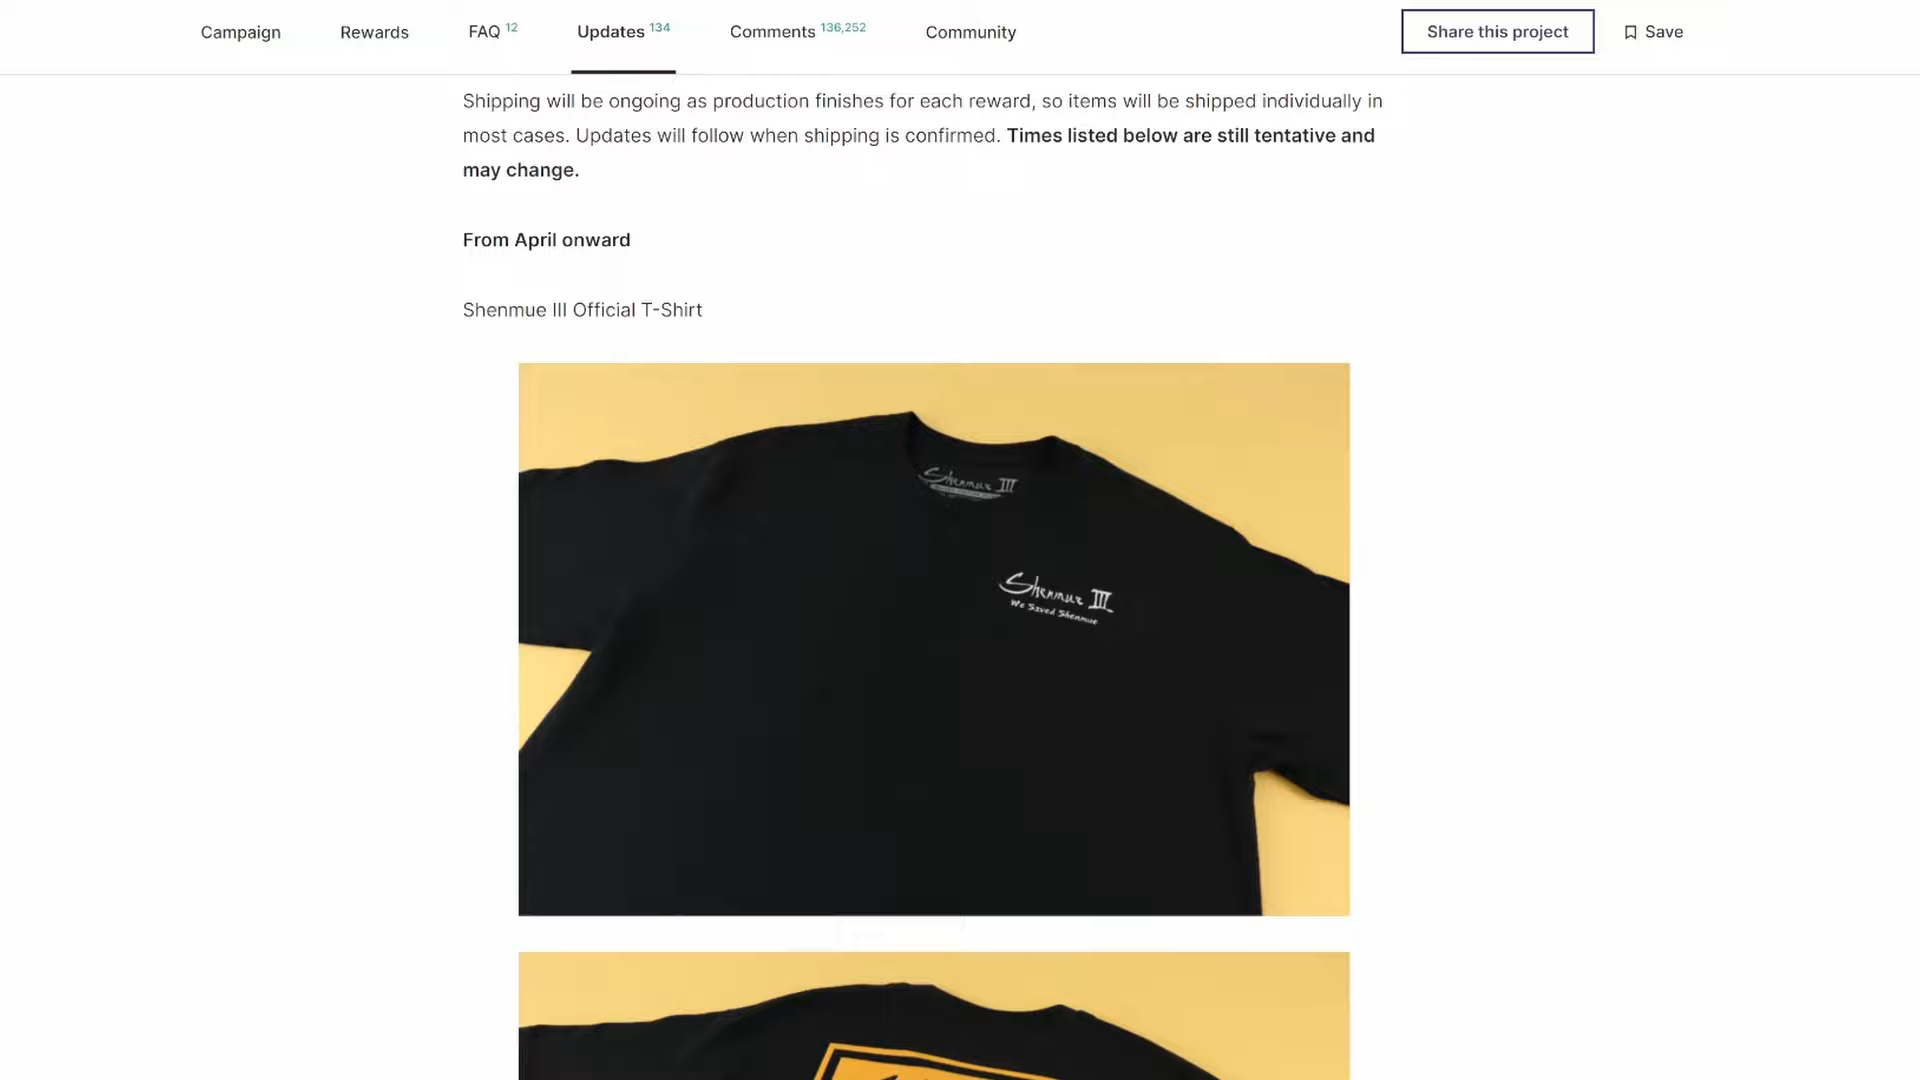 Campaign
Rewards
FAQ 12
Updates 134
Comments 136,252
Community
Share this project
Save
Shipping will be ongoing as production finishes for each reward, so items will be shipped individually in
most cases. Updates will follow when shipping is confirmed. Times listed below are still tentative and
may change.
From April onward
Shenmue III Official T-Shirt
Shenmue III
Shenmue III
We Saved Shenmue